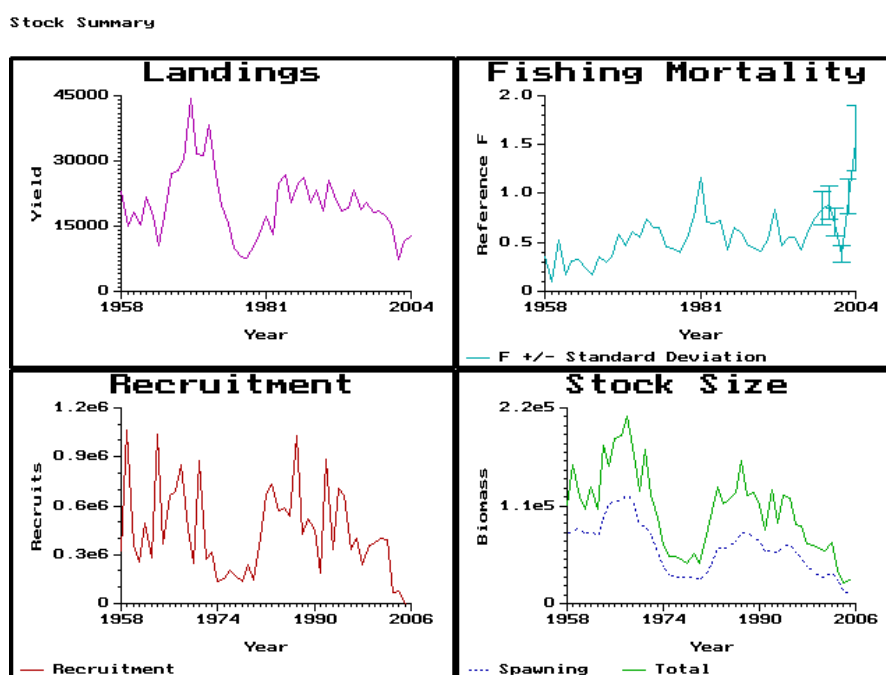 Stock Summary
Landings
45000
30000
15000
0
Yield
1958
1981
2004
Year
Fishing Mortality
2.0
1.5
1.0
0.5
0
Reference F
1958
1981
2004
Year
F +/- Standard Deviation
Recruitment
1.2e6
0.9e6
0.6e6
0.3e6
0
Recruits
1958
1974
1990
2006
Year
Recruitment
Stock Size
2.2e5
1.1e5
0
Biomass
1958
1974
1990
2006
Year
Spawning
Total